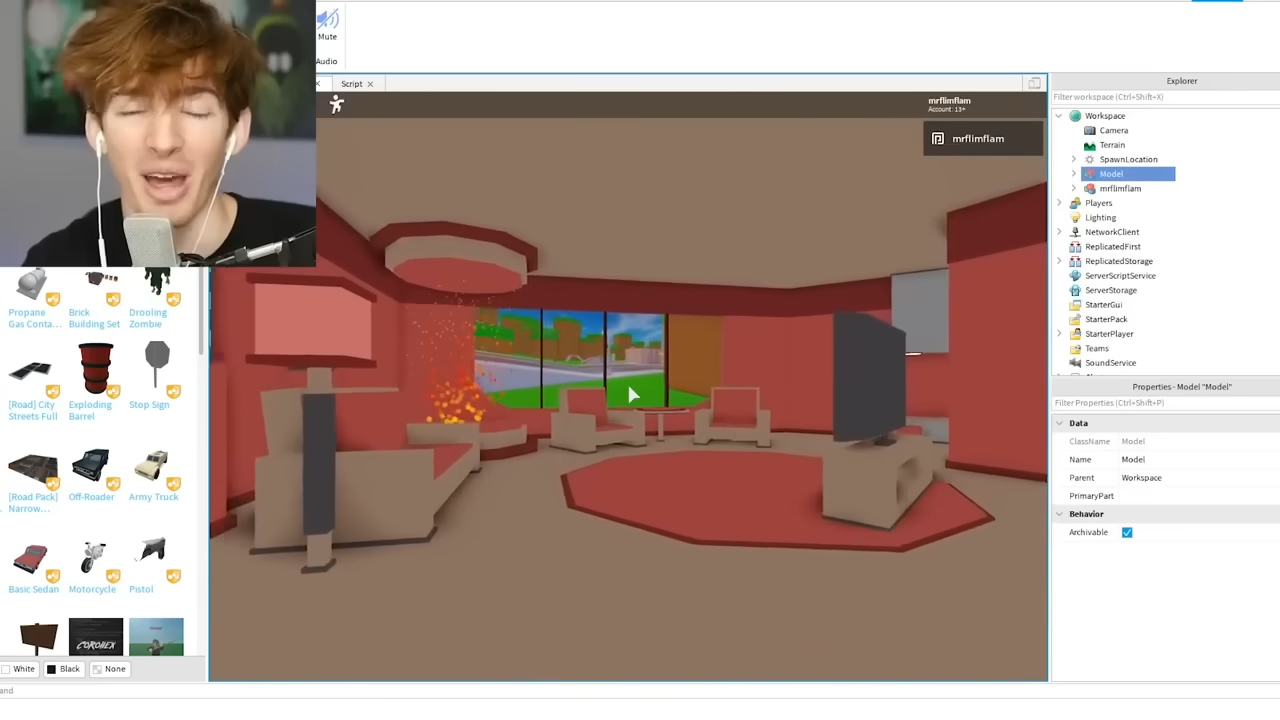 Mute
Audio
Script
mrflimflam
Account: 13+
mrflimflam
Propane
Gas Conta...
Brick
Building Set
Drooling
Zombie
[Road] City
Streets Full
Exploding
Barrel
Stop Sign
[Road Pack]
Narrow...
Off-Roader
Army Truck
Basic Sedan
Motorcycle
Pistol
White
Black
None
and
Explorer
Filter workspace (Ctrl+Shift+X)
Workspace
Camera
Terrain
SpawnLocation
Model
mrflimflam
Players
Lighting
NetworkClient
ReplicatedFirst
ReplicatedStorage
ServerScriptService
ServerStorage
StarterGui
StarterPack
StarterPlayer
Teams
SoundService
Properties - Model "Model"
Filter Properties (Ctrl+Shift+P)
Data
ClassName Model
Name Model
Parent Workspace
PrimaryPart
Behavior
Archivable